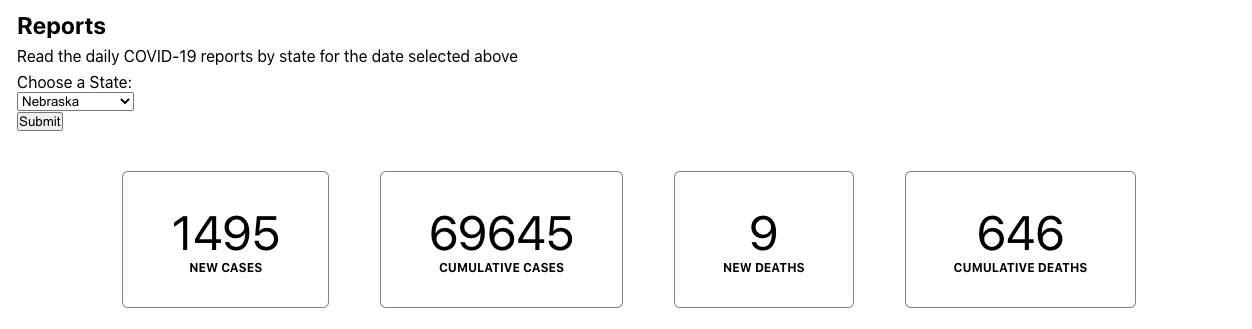 Reports
Read the daily COVID-19 reports by state for the date selected above
Choose a State:
Nebraska
Submit
1495
NEW CASES
69645
CUMULATIVE CASES
9
NEW DEATHS
646
CUMULATIVE DEATHS